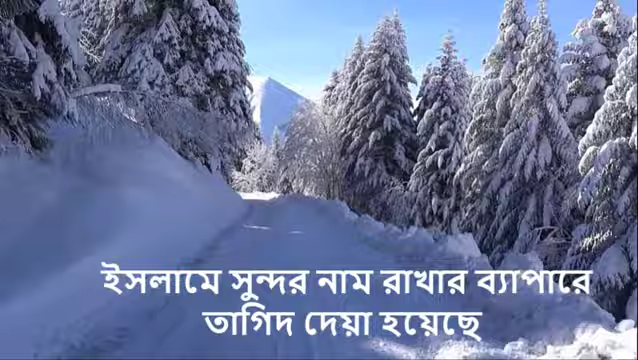 ইসলামে সুন্দর নাম রাখার ব্যাপারে
তাগিদ দেয়া হয়েছে